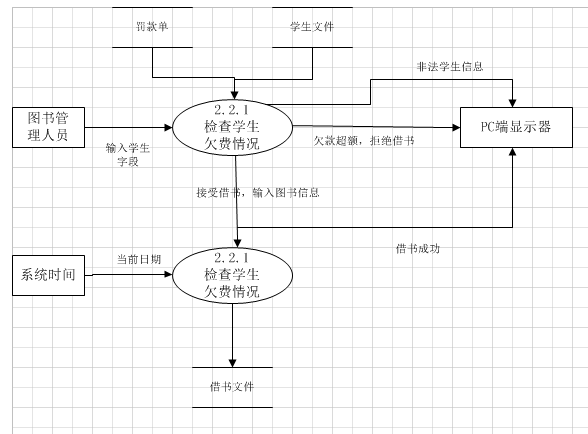 罚款单
学生文件
非法学生信息
图书管
理人员
输入学生
字段
2.2.1
检查学生
欠费情况
欠款超额，拒绝借书
PC端显示器
接受借书，输入图书信息
借书成功
系统时间
当前日期
2.2.1
检查学生
欠费情况
借书文件